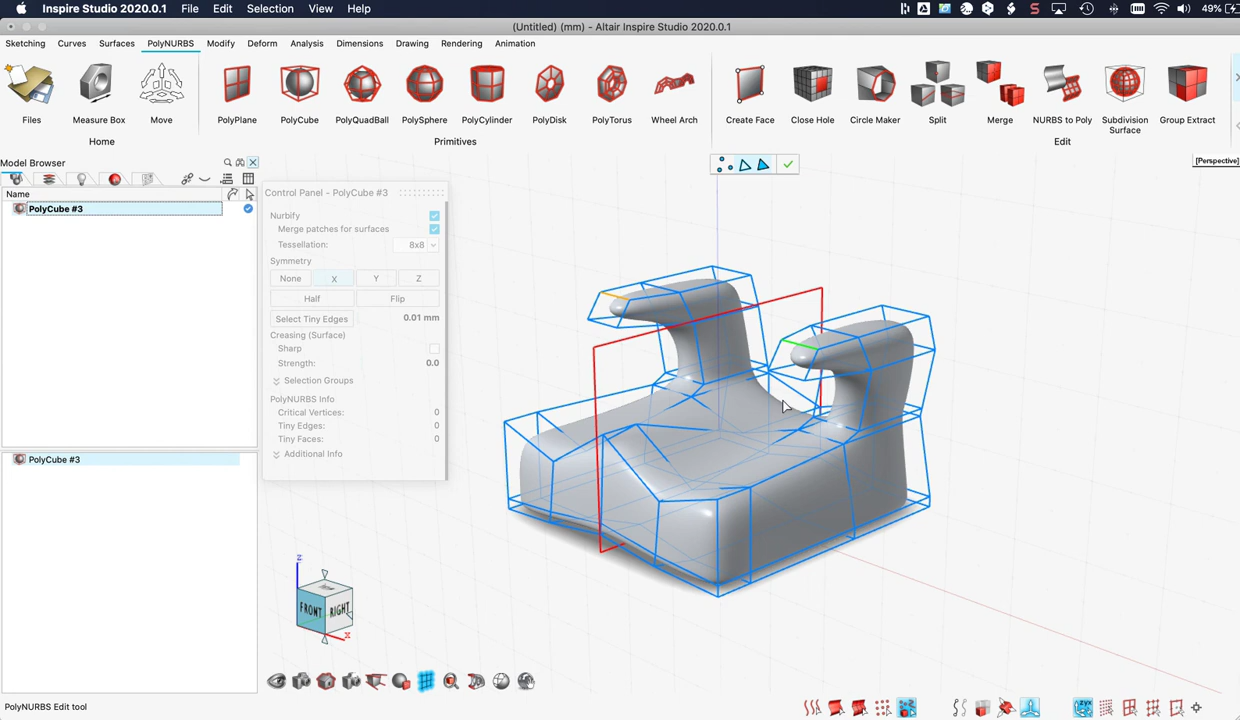 Inspire Studio 2020.0.1 File Edit Selection View Help 49%
(Untitled) (mm) - Altair Inspire Studio 2020.0.1
Sketching Curves Surfaces PolyNURBS Modify Deform Analysis Dimensions Drawing Rendering Animation
Files Measure Box Move PolyPlane PolyCube PolyQuadBall PolySphere PolyCylinder PolyDisk PolyTorus Wheel Arch Create Face Close Hole Circle Maker Split Merge NURBS to Poly Subdivision Surface Group Extract
Home Primitives Edit
Model Browser
[Perspective]
Name
PolyCube #3
Control Panel - PolyCube #3
Nurbify
Merge patches for surfaces
Tessellation: 8x8
Symmetry
None X Y Z
Half Flip
Select Tiny Edges 0.01 mm
Creasing (Surface)
Sharp
Strength: 0.0
Selection Groups
PolyNURBS Info
Critical Vertices: 0
Tiny Edges: 0
Tiny Faces: 0
Additional Info
PolyCube #3
z
FRONT RIGHT
x
PolyNURBS Edit tool